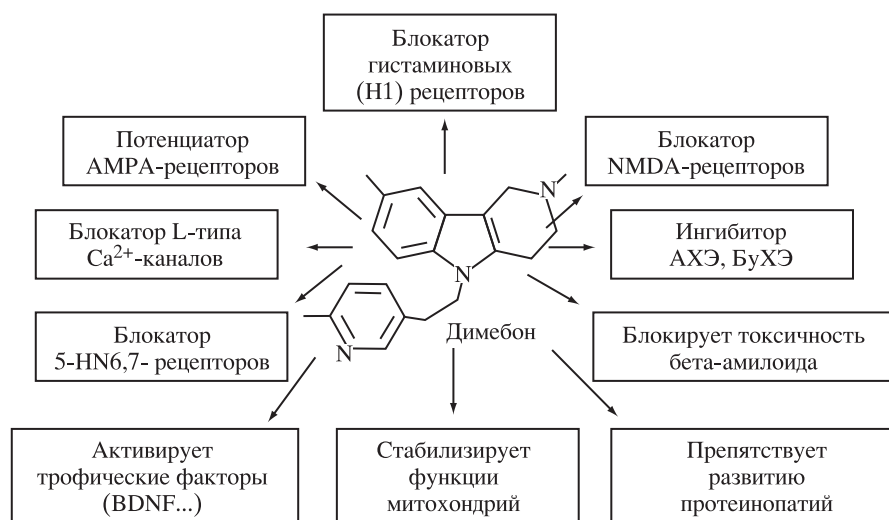 Блокатор
гистаминовых
(H1) рецепторов
Потенциатор
AMPA-рецепторов
Блокатор
NMDA-рецепторов
N
Блокатор L-типа
Ca²⁺-каналов
Ингибитор
АХЭ, БуХЭ
N
Димебон
N
Блокатор
5-HN6,7- рецепторов
Блокирует токсичность
бета-амилоида
Активирует
трофические факторы
(BDNF...)
Стабилизирует
функции
митохондрий
Препятствует
развитию
протеинопатий